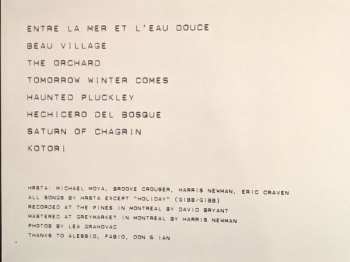 ENTRE LA MER ET L'EAU DOUCE
BEAU VILLAGE
THE ORCHARD
TOMORROW WINTER COMES
HAUNTED PLUCKLEY
HECHICERO DEL BOSQUE
SATURN OF CHAGRIN
KOTORI
HRSTA: MICHAEL MOYA, BROOKE CROUSER, HARRIS NEWMAN, ERIC CRAVEN
ALL SONGS BY HRSTA EXCEPT "HOLIDAY" (GIBB/GIBB)
RECORDED AT THE PINES IN MONTREAL BY DAVID BRYANT
MASTERED AT GREYMARKET IN MONTREAL BY HARRIS NEWMAN
PHOTOS BY LEA GRAHOVAC
THANKS TO ALESSIO, FABIO, DON & IAN